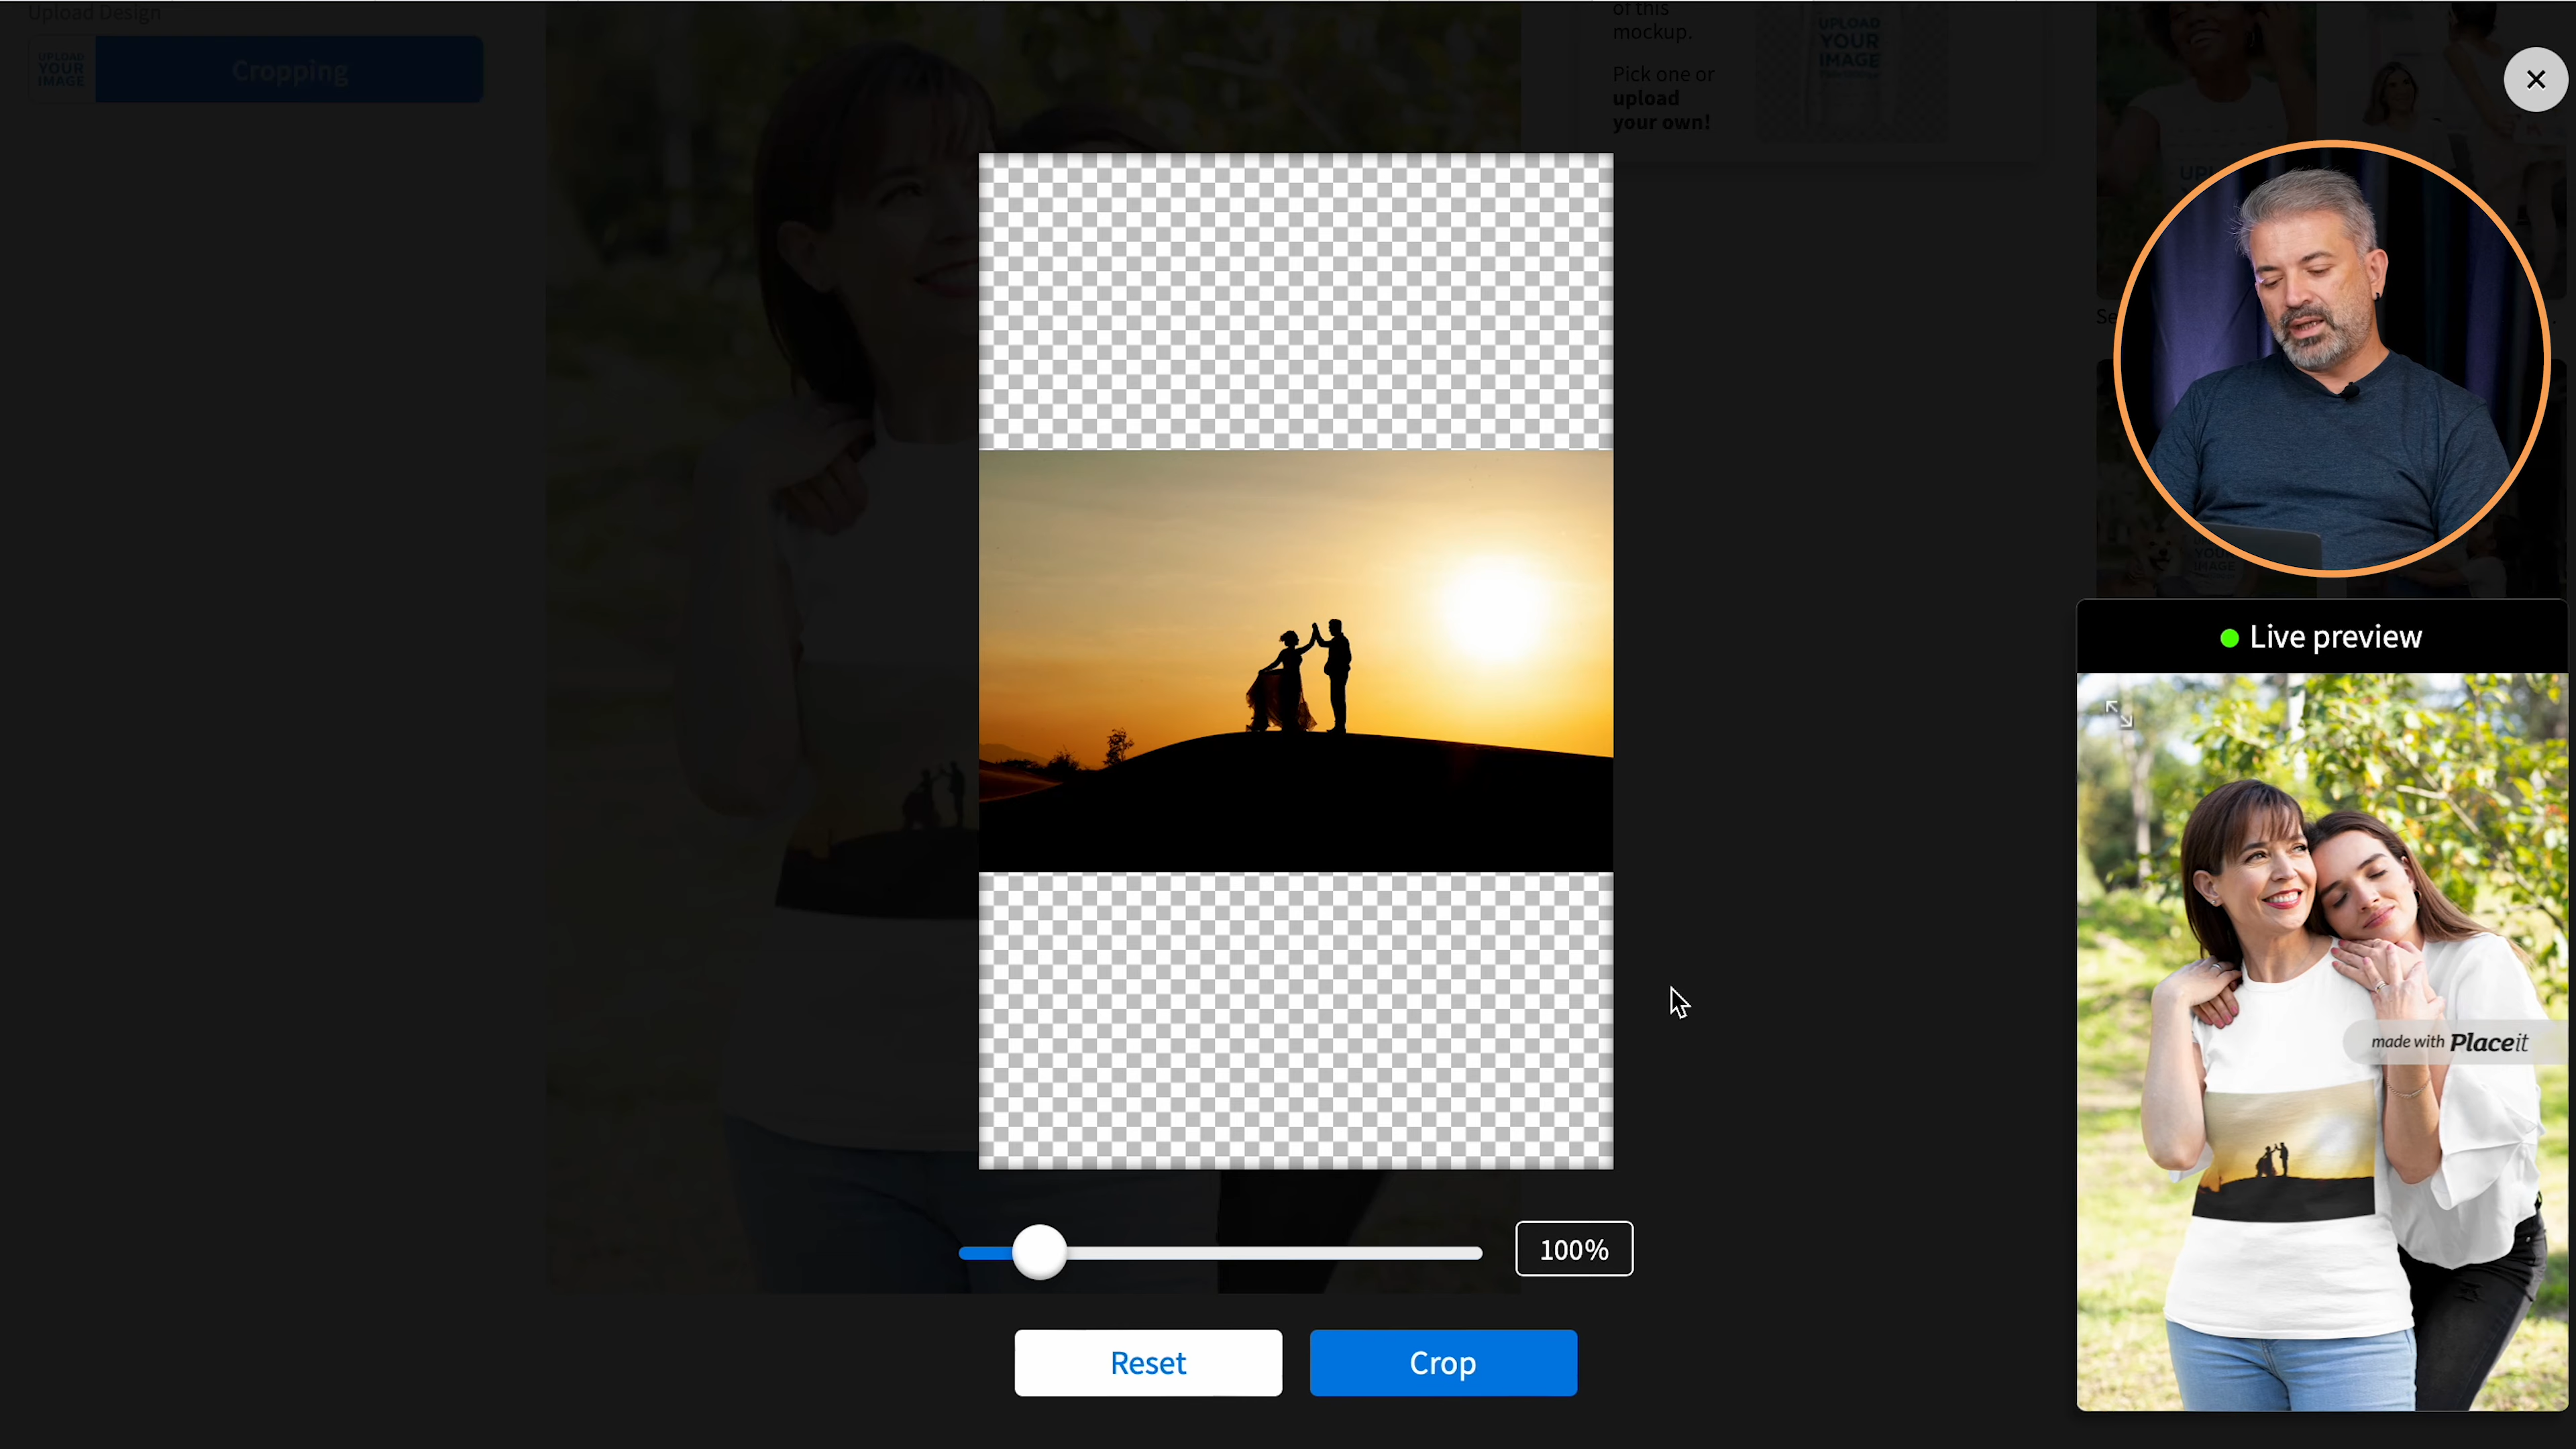 Upload Design
UPLOAD
YOUR
IMAGE
Cropping
of this
mockup.
Pick one or
upload
your own!
UPLOAD
YOUR
IMAGE
Live preview
made with Placeit
100%
Reset
Crop